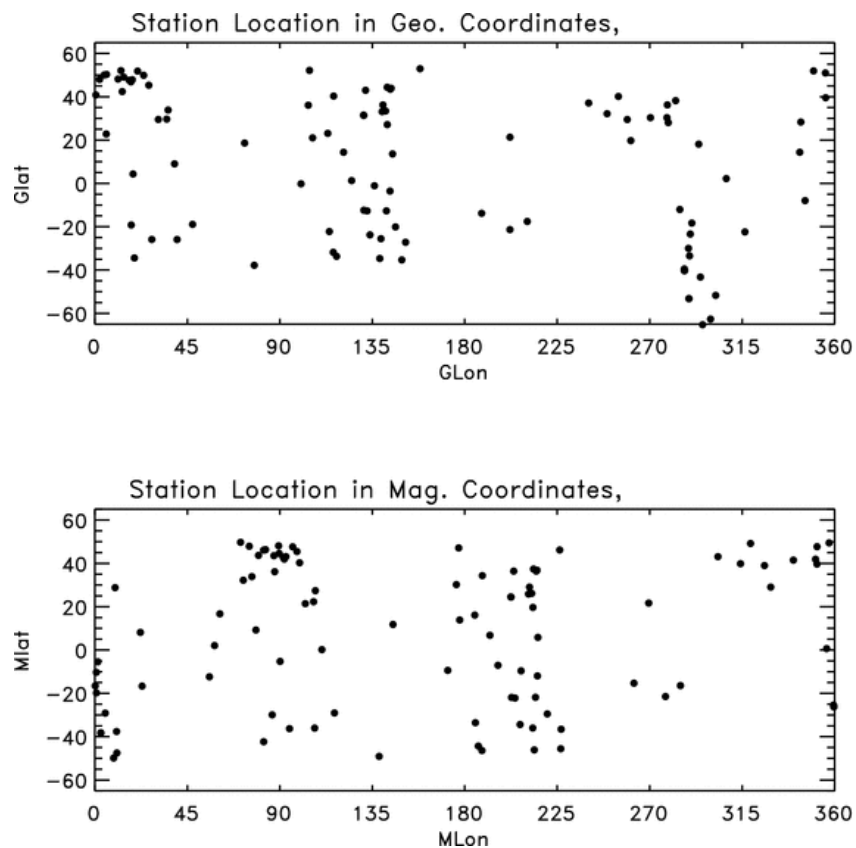 Station Location in Geo. Coordinates,
60
40
20
0
-20
-40
-60
Glat
0 45 90 135 180 225 270 315 360
GLon
Station Location in Mag. Coordinates,
60
40
20
0
-20
-40
-60
Mlat
0 45 90 135 180 225 270 315 360
MLon